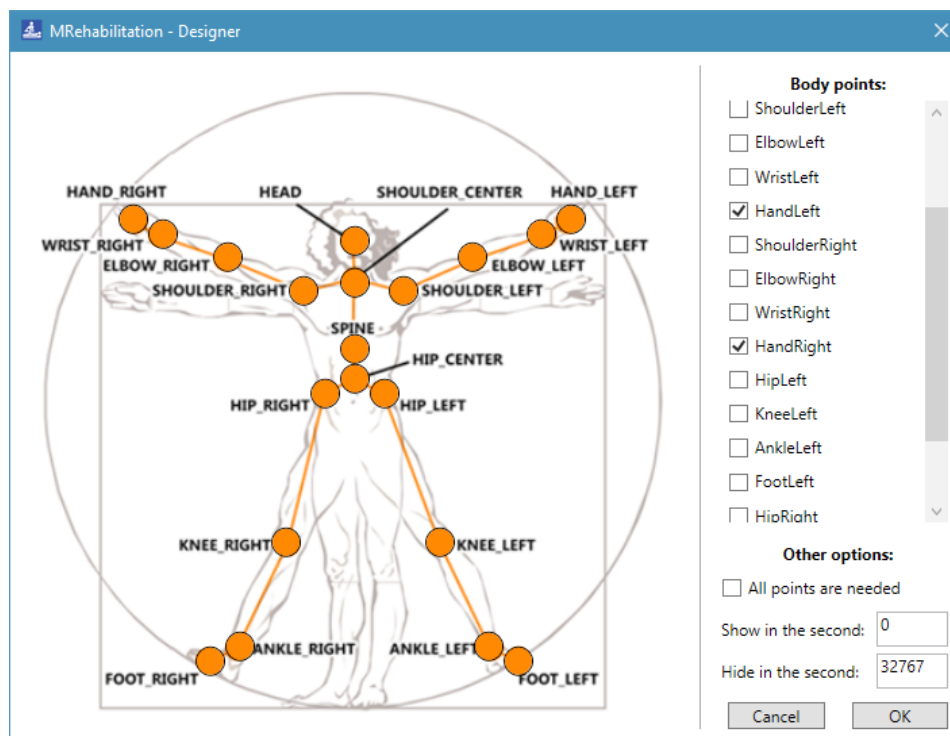 MRehabilitation - Designer
HAND_RIGHT
HEAD
SHOULDER_CENTER
HAND_LEFT
WRIST_RIGHT
WRIST_LEFT
ELBOW_RIGHT
ELBOW_LEFT
SHOULDER_RIGHT
SHOULDER_LEFT
SPINE
HIP_CENTER
HIP_RIGHT
HIP_LEFT
KNEE_RIGHT
KNEE_LEFT
ANKLE_RIGHT
ANKLE_LEFT
FOOT_RIGHT
FOOT_LEFT
Body points:
ShoulderLeft
ElbowLeft
WristLeft
HandLeft
ShoulderRight
ElbowRight
WristRight
HandRight
HipLeft
KneeLeft
AnkleLeft
FootLeft
HipRight
Other options:
All points are needed
Show in the second: 0
Hide in the second: 32767
Cancel OK